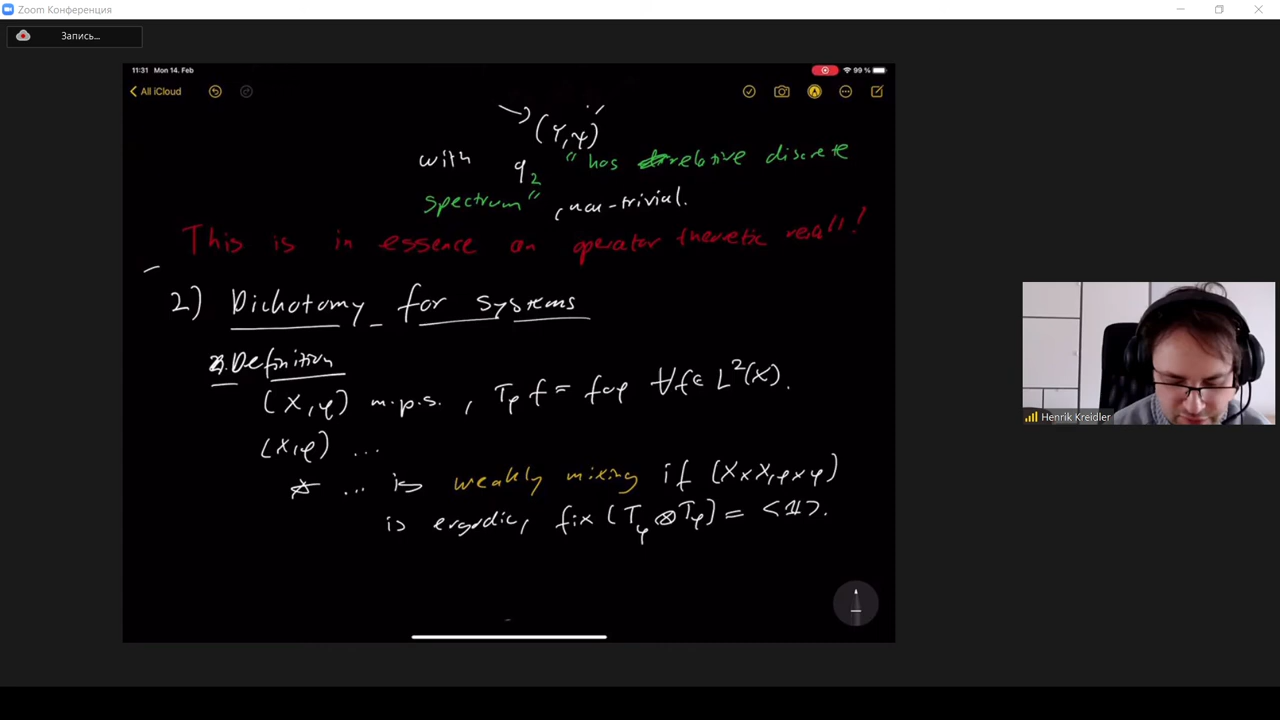 Zoom Конференция
Запись...
11:31 Mon 14. Feb
99 %
All iCloud
→ (Y,ψ)
with q₂ "has relative discrete
spectrum" , non-trivial.
This is in essence an operator theoretic result!
2) Dichotomy for systems
Definition
(X,φ) m.p.s. , T_φ f = f∘φ ∀f∈ L²(X).
(X,φ) ...
☆ ... is weakly mixing if (X×X,φ×φ)
is ergodic, fix (T_φ ⊗ T_φ) = <𝟙>.
Henrik Kreidler